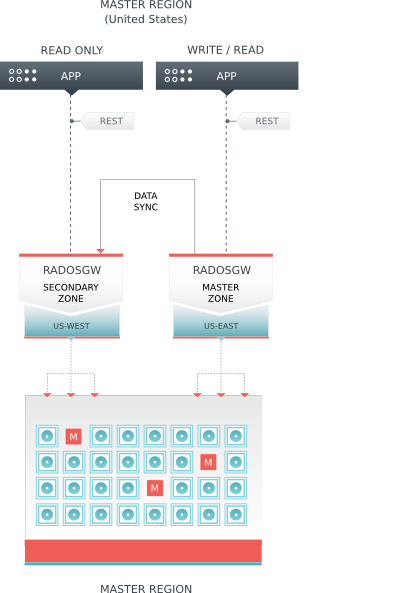 MASTER REGION
(United States)
READ ONLY
WRITE / READ
APP
APP
REST
REST
DATA
SYNC
RADOSGW
SECONDARY
ZONE
US-WEST
RADOSGW
MASTER
ZONE
US-EAST
M
M
M
MASTER REGION